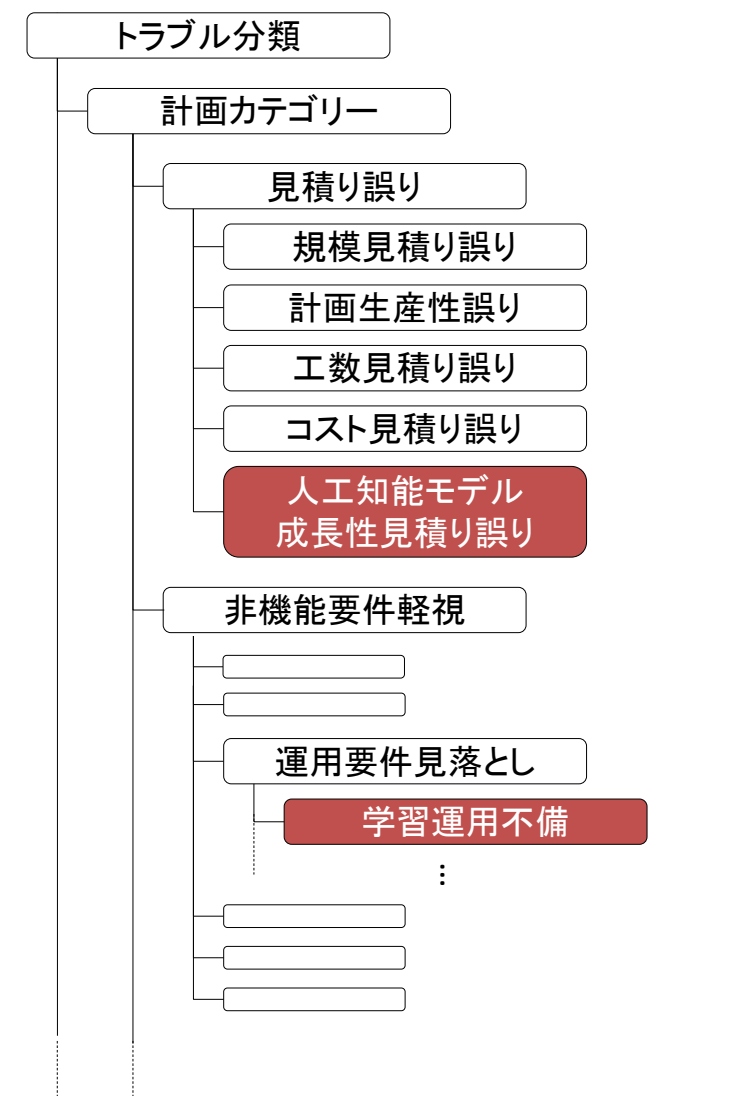 トラブル分類
計画カテゴリー
見積り誤り
規模見積り誤り
計画生産性誤り
工数見積り誤り
コスト見積り誤り
人工知能モデル
成長性見積り誤り
非機能要件軽視
運用要件見落とし
学習運用不備
⋮